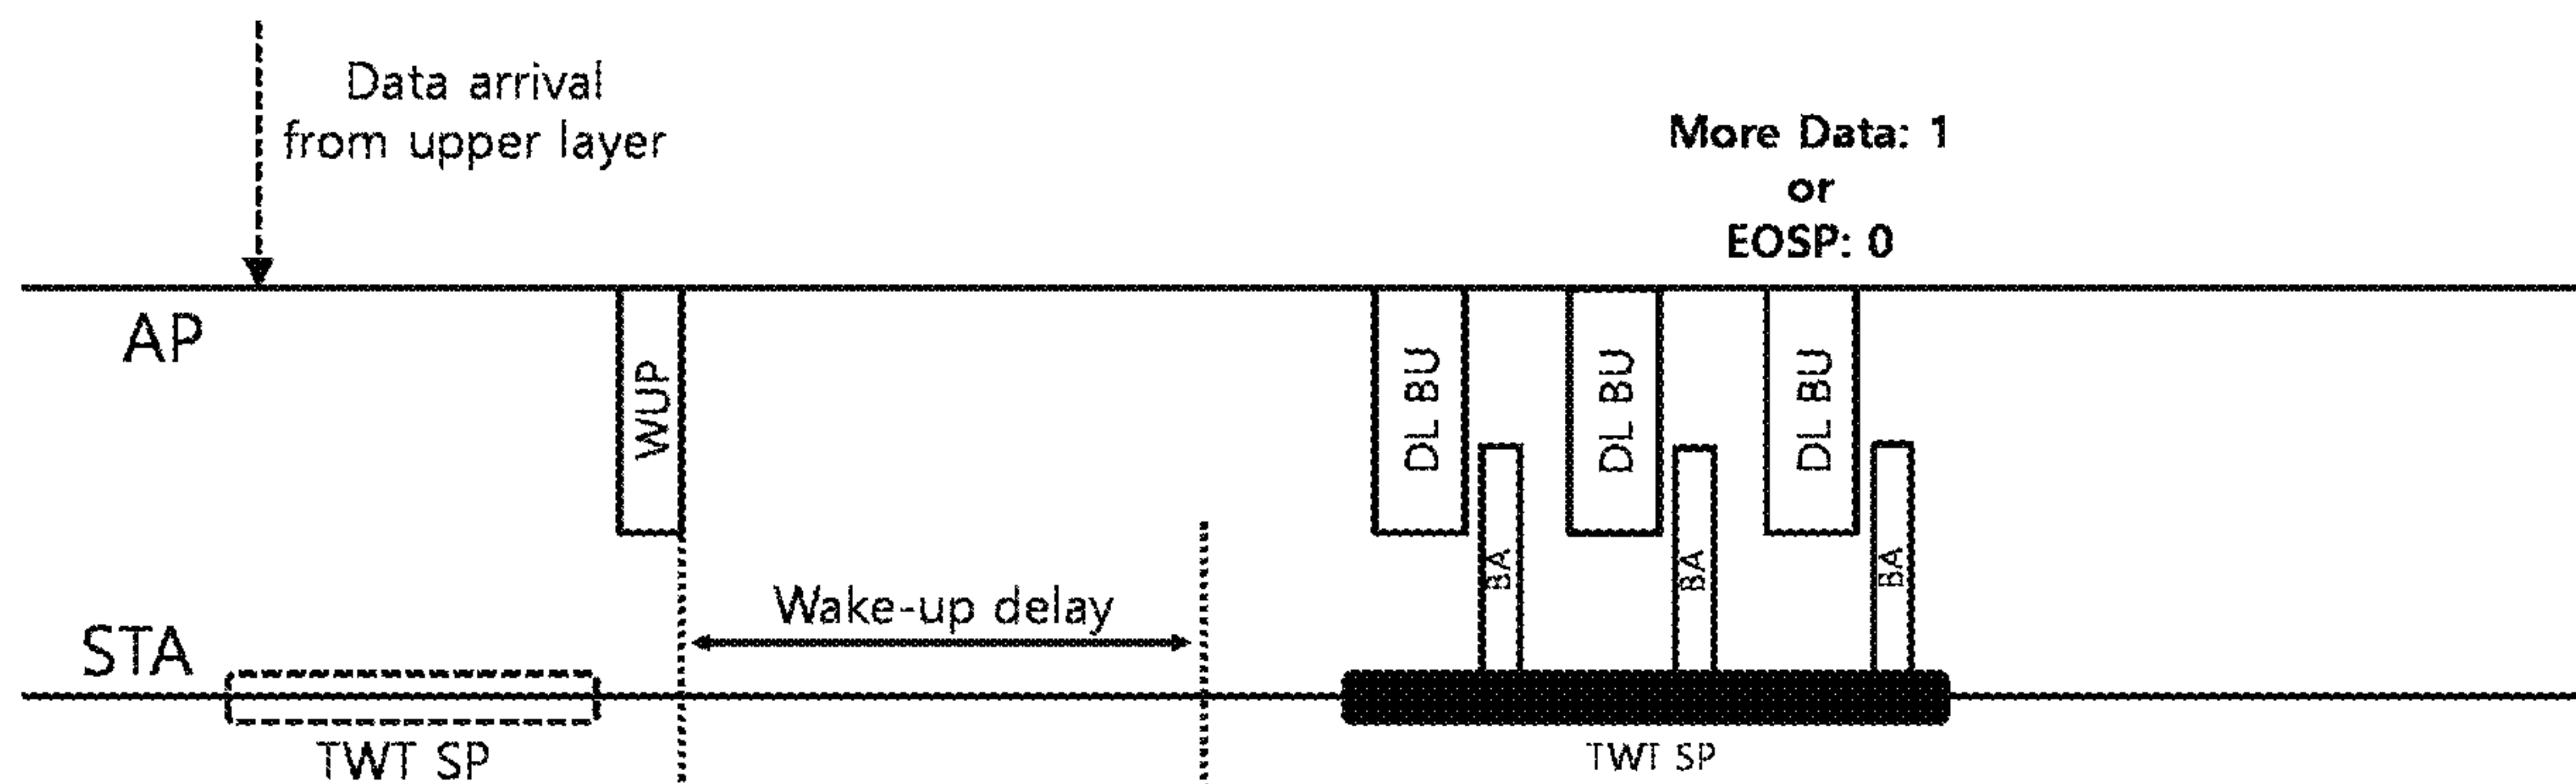 Data arrival
from upper layer
More Data: 1
or
EOSP: 0
AP
WUP
DL BU
DL BU
DL BU
BA
BA
BA
Wake-up delay
STA
TWT SP
TWT SP